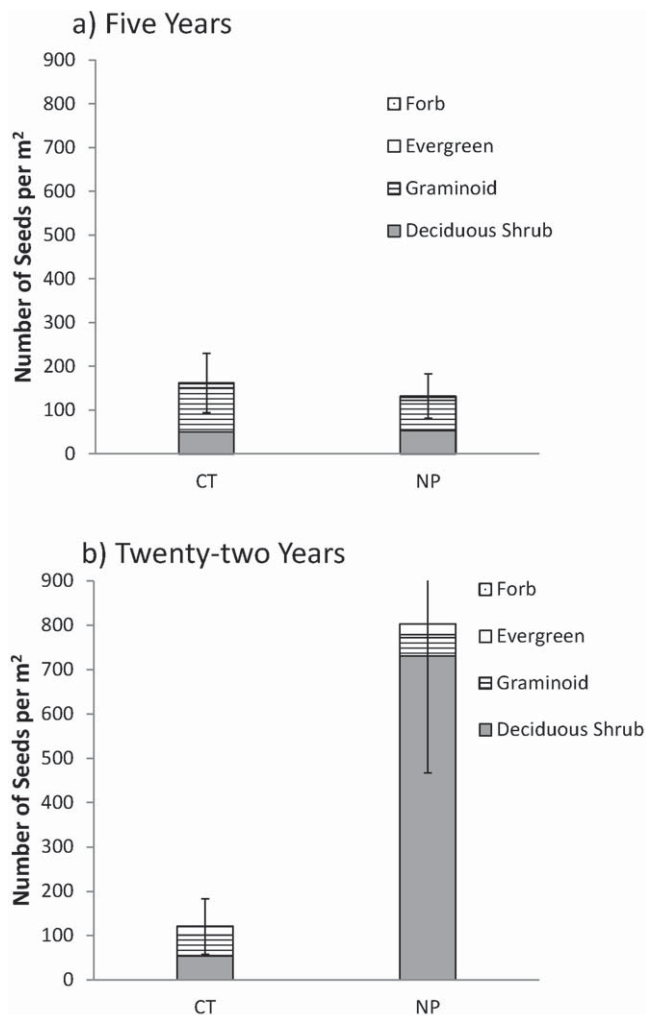 a) Five Years
Number of Seeds per m²
900
800
700
600
500
400
300
200
100
0
Forb
Evergreen
Graminoid
Deciduous Shrub
CT NP
b) Twenty-two Years
Number of Seeds per m²
900
800
700
600
500
400
300
200
100
0
Forb
Evergreen
Graminoid
Deciduous Shrub
CT NP